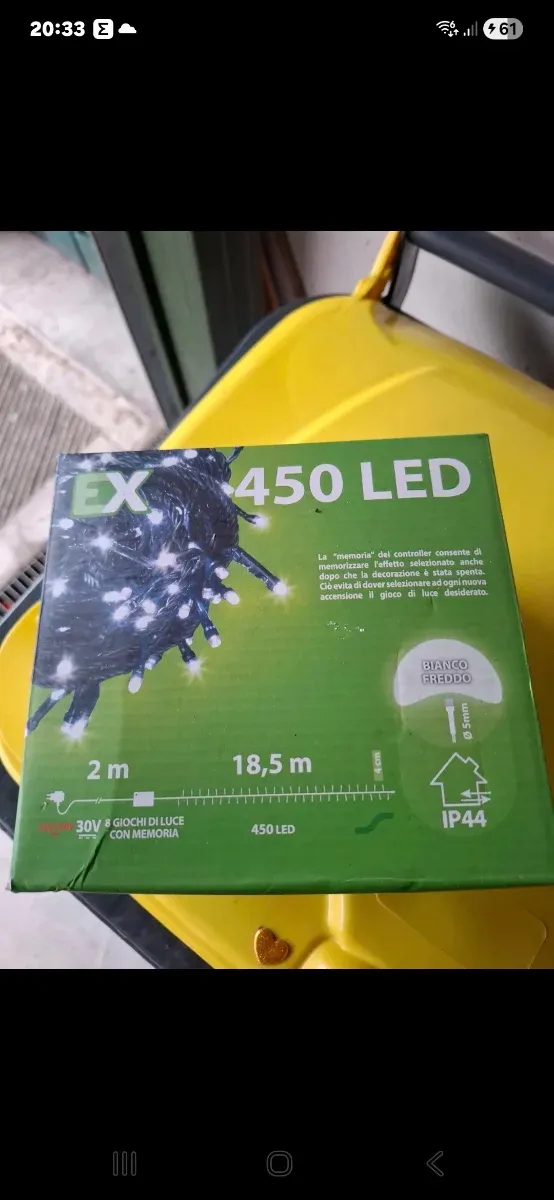 20:33
61
EX
450 LED
La "memoria" del controller consente di
memorizzare l'effetto selezionato anche
dopo che la decorazione è stata spenta.
Ciò evita di dover selezionare ad ogni nuova
accensione il gioco di luce desiderato.
BIANCO
FREDDO
Ø 5mm
2 m
18,5 m
4 cm
30V
8 GIOCHI DI LUCE
CON MEMORIA
450 LED
IP44